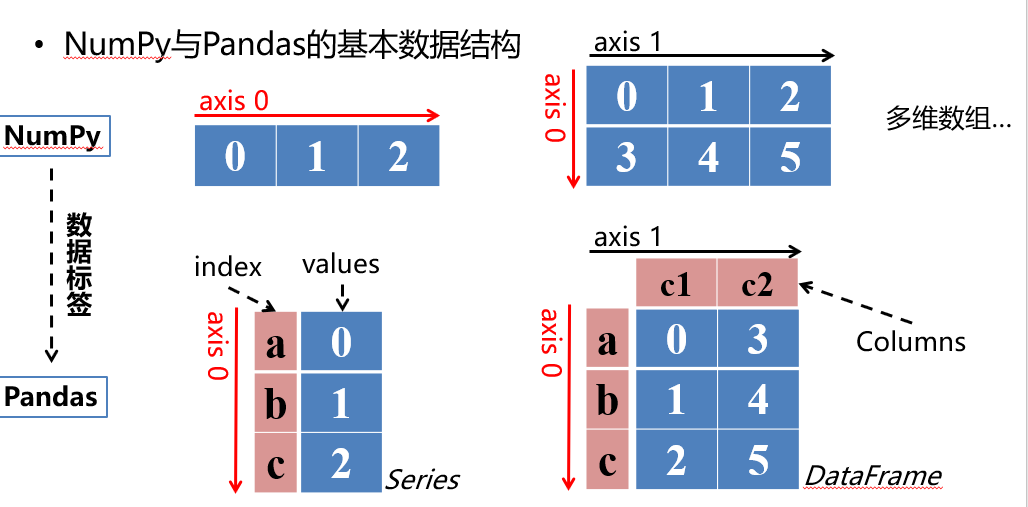 • NumPy与Pandas的基本数据结构
NumPy
axis 0
0 1 2
axis 1
axis 0
0 1 2
3 4 5
多维数组...
数据标签
Pandas
index
values
axis 0
a 0
b 1
c 2
Series
axis 1
axis 0
c1 c2
a 0 3
b 1 4
c 2 5
Columns
DataFrame